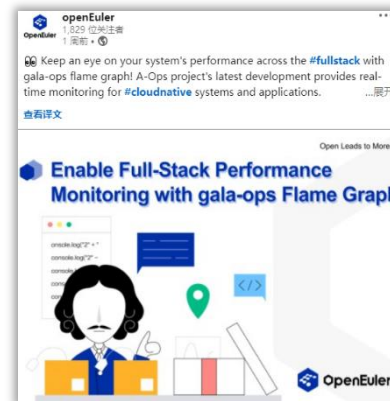 openEuler
openEuler
1,829 位关注者
1 周前 •
Keep an eye on your system's performance across the #fullstack with
gala-ops flame graph! A-Ops project's latest development provides real-
time monitoring for #cloudnative systems and applications.
...展开
查看译文
Open Leads to More
Enable Full-Stack Performance
Monitoring with gala-ops Flame Graph
onsole.log("2" + "
console.log("2" -
console
con
con
</>
OpenEuler